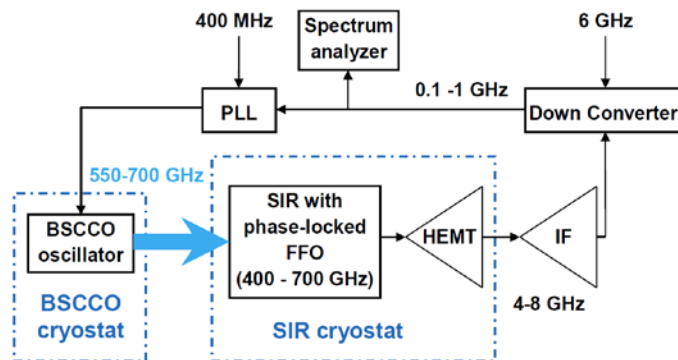 400 MHz
Spectrum
analyzer
6 GHz
PLL
0.1 -1 GHz
Down Converter
550-700 GHz
BSCCO
oscillator
SIR with
phase-locked
FFO
(400 - 700 GHz)
HEMT
IF
4-8 GHz
BSCCO
cryostat
SIR cryostat